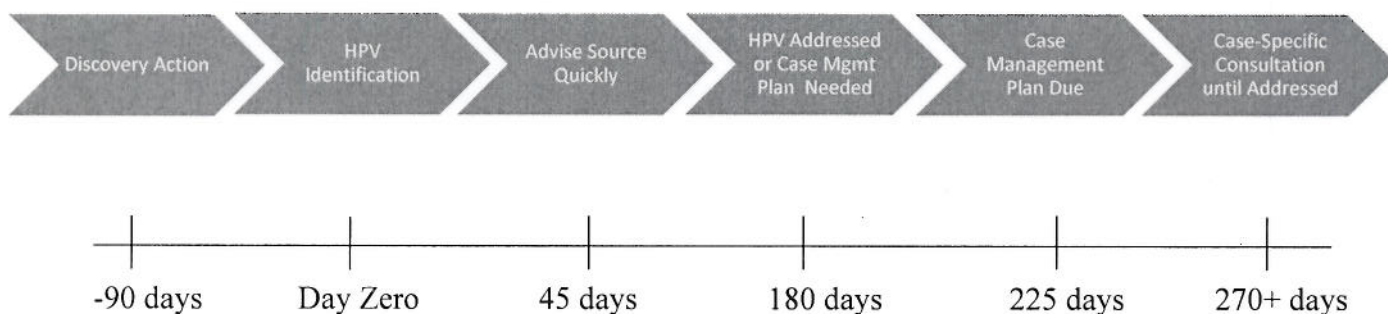 Discovery Action
HPV
Identification
Advise Source
Quickly
HPV Addressed
or Case Mgmt
Plan Needed
Case
Management
Plan Due
Case-Specific
Consultation
until Addressed
-90 days
Day Zero
45 days
180 days
225 days
270+ days